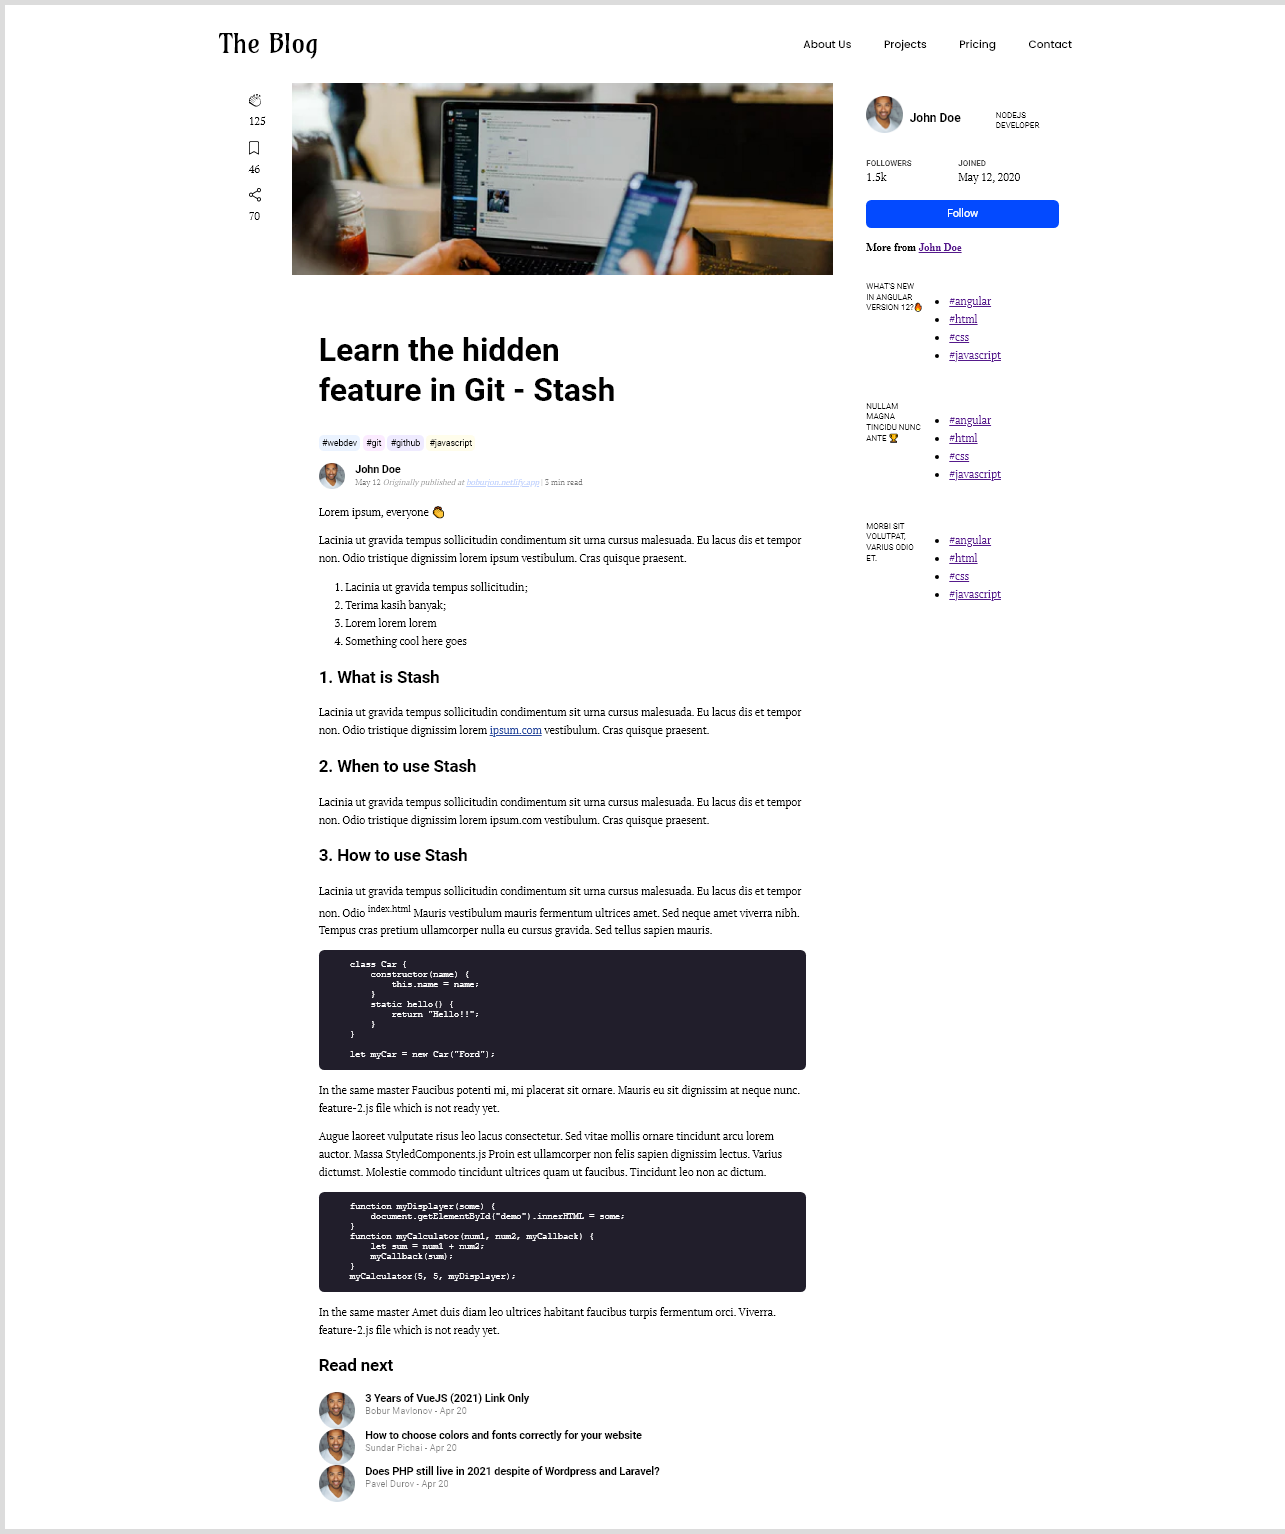 The Blog
About Us
Projects
Pricing
Contact
125
46
70
Learn the hidden
feature in Git - Stash
#webdev #git #github #javascript
John Doe
May 12 Originally published at boburjon.netlify.app | 3 min read
Lorem ipsum, everyone 👏
Lacinia ut gravida tempus sollicitudin condimentum sit urna cursus malesuada. Eu lacus dis et tempor
non. Odio tristique dignissim lorem ipsum vestibulum. Cras quisque praesent.
1. Lacinia ut gravida tempus sollicitudin;
2. Terima kasih banyak;
3. Lorem lorem lorem
4. Something cool here goes
1. What is Stash
Lacinia ut gravida tempus sollicitudin condimentum sit urna cursus malesuada. Eu lacus dis et tempor
non. Odio tristique dignissim lorem ipsum.com vestibulum. Cras quisque praesent.
2. When to use Stash
Lacinia ut gravida tempus sollicitudin condimentum sit urna cursus malesuada. Eu lacus dis et tempor
non. Odio tristique dignissim lorem ipsum.com vestibulum. Cras quisque praesent.
3. How to use Stash
Lacinia ut gravida tempus sollicitudin condimentum sit urna cursus malesuada. Eu lacus dis et tempor
non. Odio index.html Mauris vestibulum mauris fermentum ultrices amet. Sed neque amet viverra nibh.
Tempus cras pretium ullamcorper nulla eu cursus gravida. Sed tellus sapien mauris.
class Car {
constructor(name) {
this.name = name;
}
static hello() {
return "Hello!!";
}
}
let myCar = new Car("Ford");
In the same master Faucibus potenti mi, mi placerat sit ornare. Mauris eu sit dignissim at neque nunc.
feature-2.js file which is not ready yet.
Augue laoreet vulputate risus leo lacus consectetur. Sed vitae mollis ornare tincidunt arcu lorem
auctor. Massa StyledComponents.js Proin est ullamcorper non felis sapien dignissim lectus. Varius
dictumst. Molestie commodo tincidunt ultrices quam ut faucibus. Tincidunt leo non ac dictum.
function myDisplayer(some) {
document.getElementById("demo").innerHTML = some;
}
function myCalculator(num1, num2, myCallback) {
let sum = num1 + num2;
myCallback(sum);
}
myCalculator(5, 5, myDisplayer);
In the same master Amet duis diam leo ultrices habitant faucibus turpis fermentum orci. Viverra.
feature-2.js file which is not ready yet.
Read next
3 Years of VueJS (2021) Link Only
Bobur Mavlonov - Apr 20
How to choose colors and fonts correctly for your website
Sundar Pichai - Apr 20
Does PHP still live in 2021 despite of Wordpress and Laravel?
Pavel Durov - Apr 20
John Doe
NODEJS
DEVELOPER
FOLLOWERS
1.5k
JOINED
May 12, 2020
Follow
More from John Doe
WHAT'S NEW
IN ANGULAR
VERSION 12?🔥
#angular
#html
#css
#javascript
NULLAM
MAGNA
TINCIDU NUNC
ANTE 🏆
#angular
#html
#css
#javascript
MORBI SIT
VOLUTPAT,
VARIUS ODIO
ET.
#angular
#html
#css
#javascript